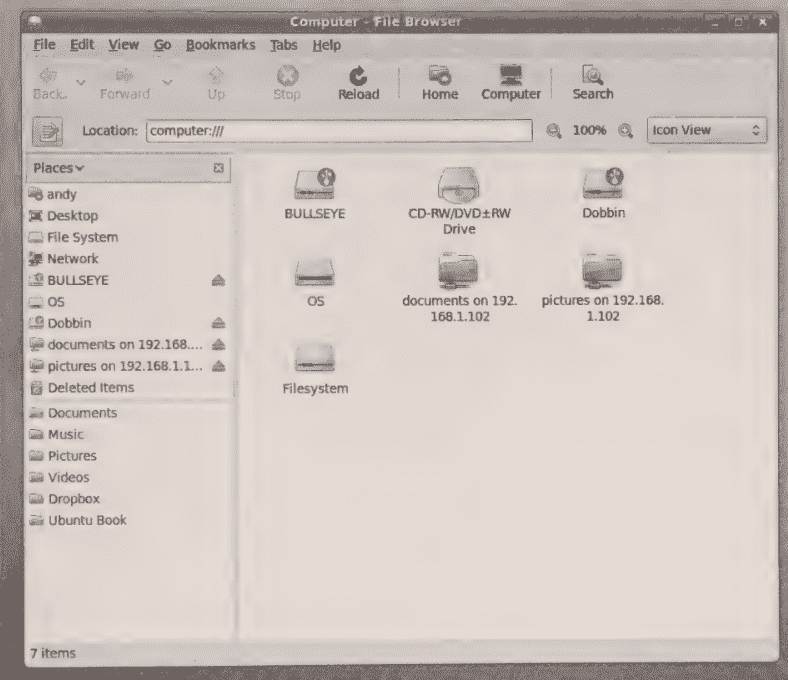 Computer - File Browser
File Edit View Go Bookmarks Tabs Help
Back Forward Up Stop Reload Home Computer Search
Location: computer:/// 100% Icon View
Places
andy
Desktop
File System
Network
BULLSEYE
OS
Dobbin
documents on 192.168....
pictures on 192.168.1.1...
Deleted Items
Documents
Music
Pictures
Videos
Dropbox
Ubuntu Book
BULLSEYE
CD-RW/DVD±RW
Drive
Dobbin
OS
documents on 192.
168.1.102
pictures on 192.168.
1.102
Filesystem
7 items